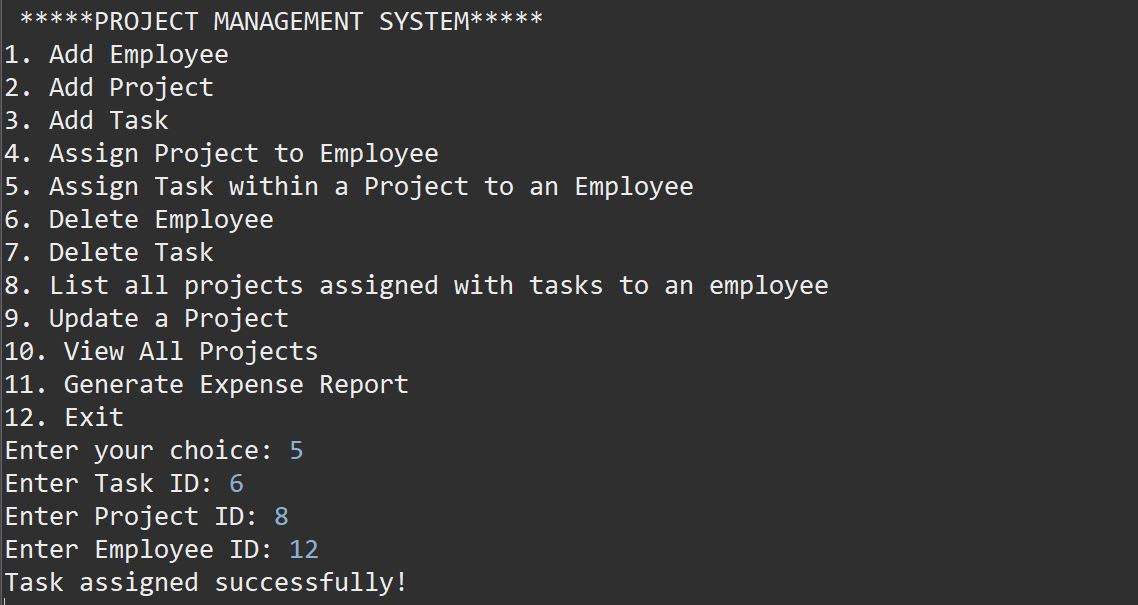 *****PROJECT MANAGEMENT SYSTEM*****
1. Add Employee
2. Add Project
3. Add Task
4. Assign Project to Employee
5. Assign Task within a Project to an Employee
6. Delete Employee
7. Delete Task
8. List all projects assigned with tasks to an employee
9. Update a Project
10. View All Projects
11. Generate Expense Report
12. Exit
Enter your choice: 5
Enter Task ID: 6
Enter Project ID: 8
Enter Employee ID: 12
Task assigned successfully!